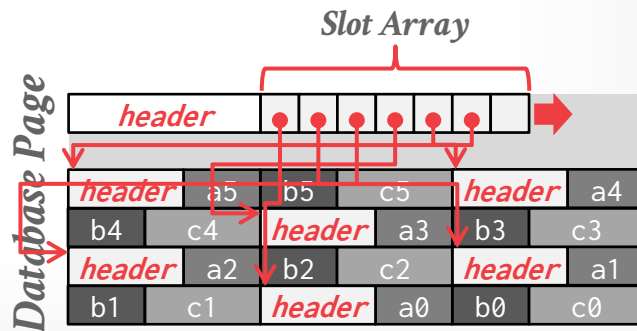 Slot Array
Database Page
header
header a5 b5 c5 header a4
b4 c4 header a3 b3 c3
header a2 b2 c2 header a1
b1 c1 header a0 b0 c0